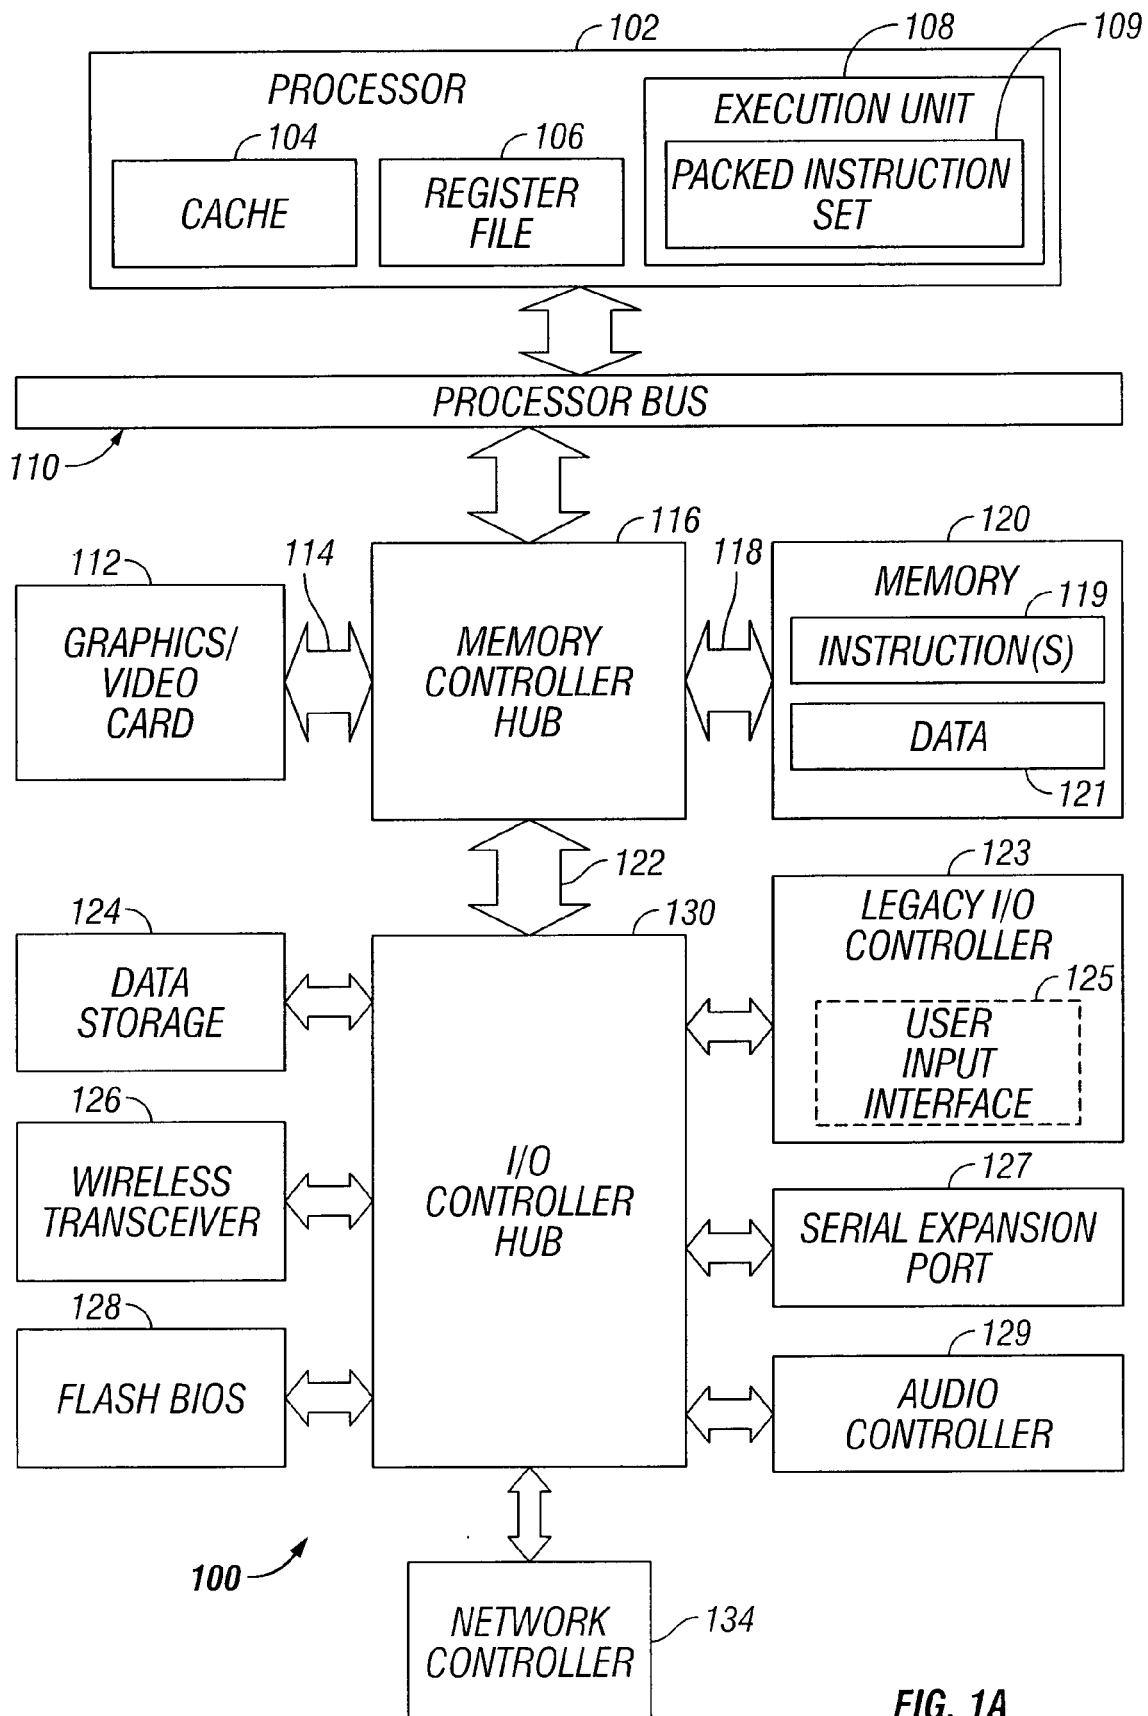 102
108
109
PROCESSOR
EXECUTION UNIT
104
106
PACKED INSTRUCTION
SET
CACHE
REGISTER
FILE
PROCESSOR BUS
110
116
120
112
114
118
MEMORY
119
GRAPHICS/
VIDEO
CARD
MEMORY
CONTROLLER
HUB
INSTRUCTION(S)
DATA
121
122
123
124
130
LEGACY I/O
CONTROLLER
DATA
STORAGE
125
USER
INPUT
INTERFACE
126
WIRELESS
TRANSCEIVER
I/O
CONTROLLER
HUB
127
SERIAL EXPANSION
PORT
128
129
FLASH BIOS
AUDIO
CONTROLLER
100
NETWORK
CONTROLLER
134
FIG. 1A